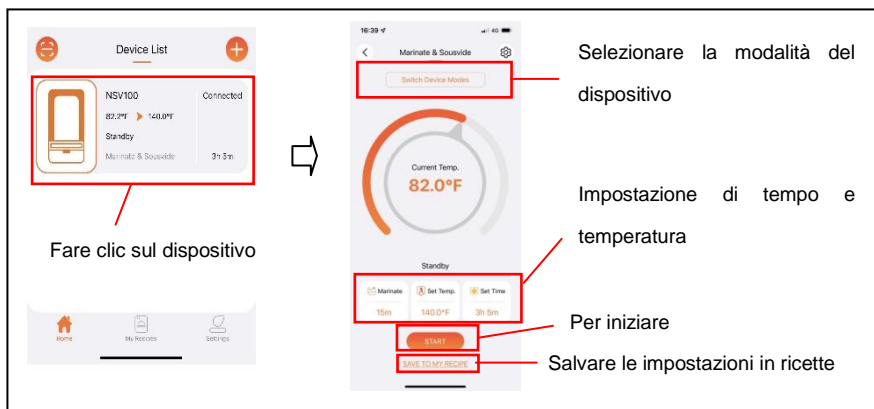 Device List
NSV100
Connected
82.2°F 140.0°F
Standby
Marinate & Sousvide
3h 5m
Fare clic sul dispositivo
Home
My Recipes
Settings
16:39
4G
Marinate & Sousvide
Switch Device Modes
Current Temp.
82.0°F
Standby
Marinate
Set Temp.
Set Time
15m
140.0°F
3h 5m
START
SAVE TO MY RECIPE
Selezionare la modalità del
dispositivo
Impostazione di tempo e
temperatura
Per iniziare
Salvare le impostazioni in ricette